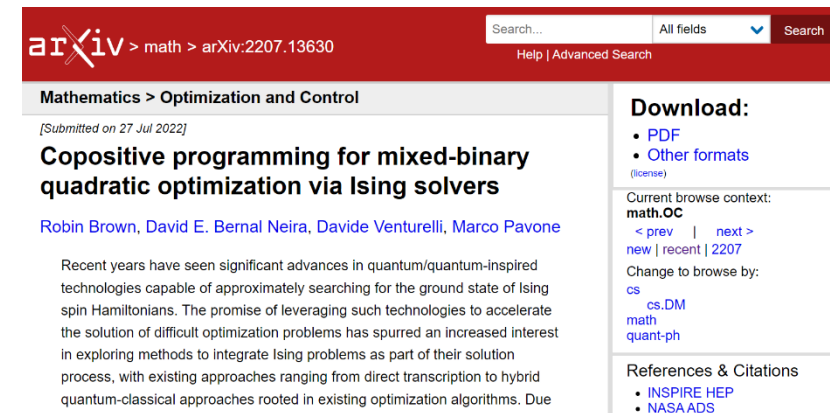 arXiv > math > arXiv:2207.13630
Search...
All fields
Search
Help | Advanced Search
Mathematics > Optimization and Control
[Submitted on 27 Jul 2022]
Copositive programming for mixed-binary
quadratic optimization via Ising solvers
Robin Brown, David E. Bernal Neira, Davide Venturelli, Marco Pavone
Recent years have seen significant advances in quantum/quantum-inspired
technologies capable of approximately searching for the ground state of Ising
spin Hamiltonians. The promise of leveraging such technologies to accelerate
the solution of difficult optimization problems has spurred an increased interest
in exploring methods to integrate Ising problems as part of their solution
process, with existing approaches ranging from direct transcription to hybrid
quantum-classical approaches rooted in existing optimization algorithms. Due
Download:
• PDF
• Other formats
(license)
Current browse context:
math.OC
< prev | next >
new | recent | 2207
Change to browse by:
cs
cs.DM
math
quant-ph
References & Citations
• INSPIRE HEP
• NASA ADS